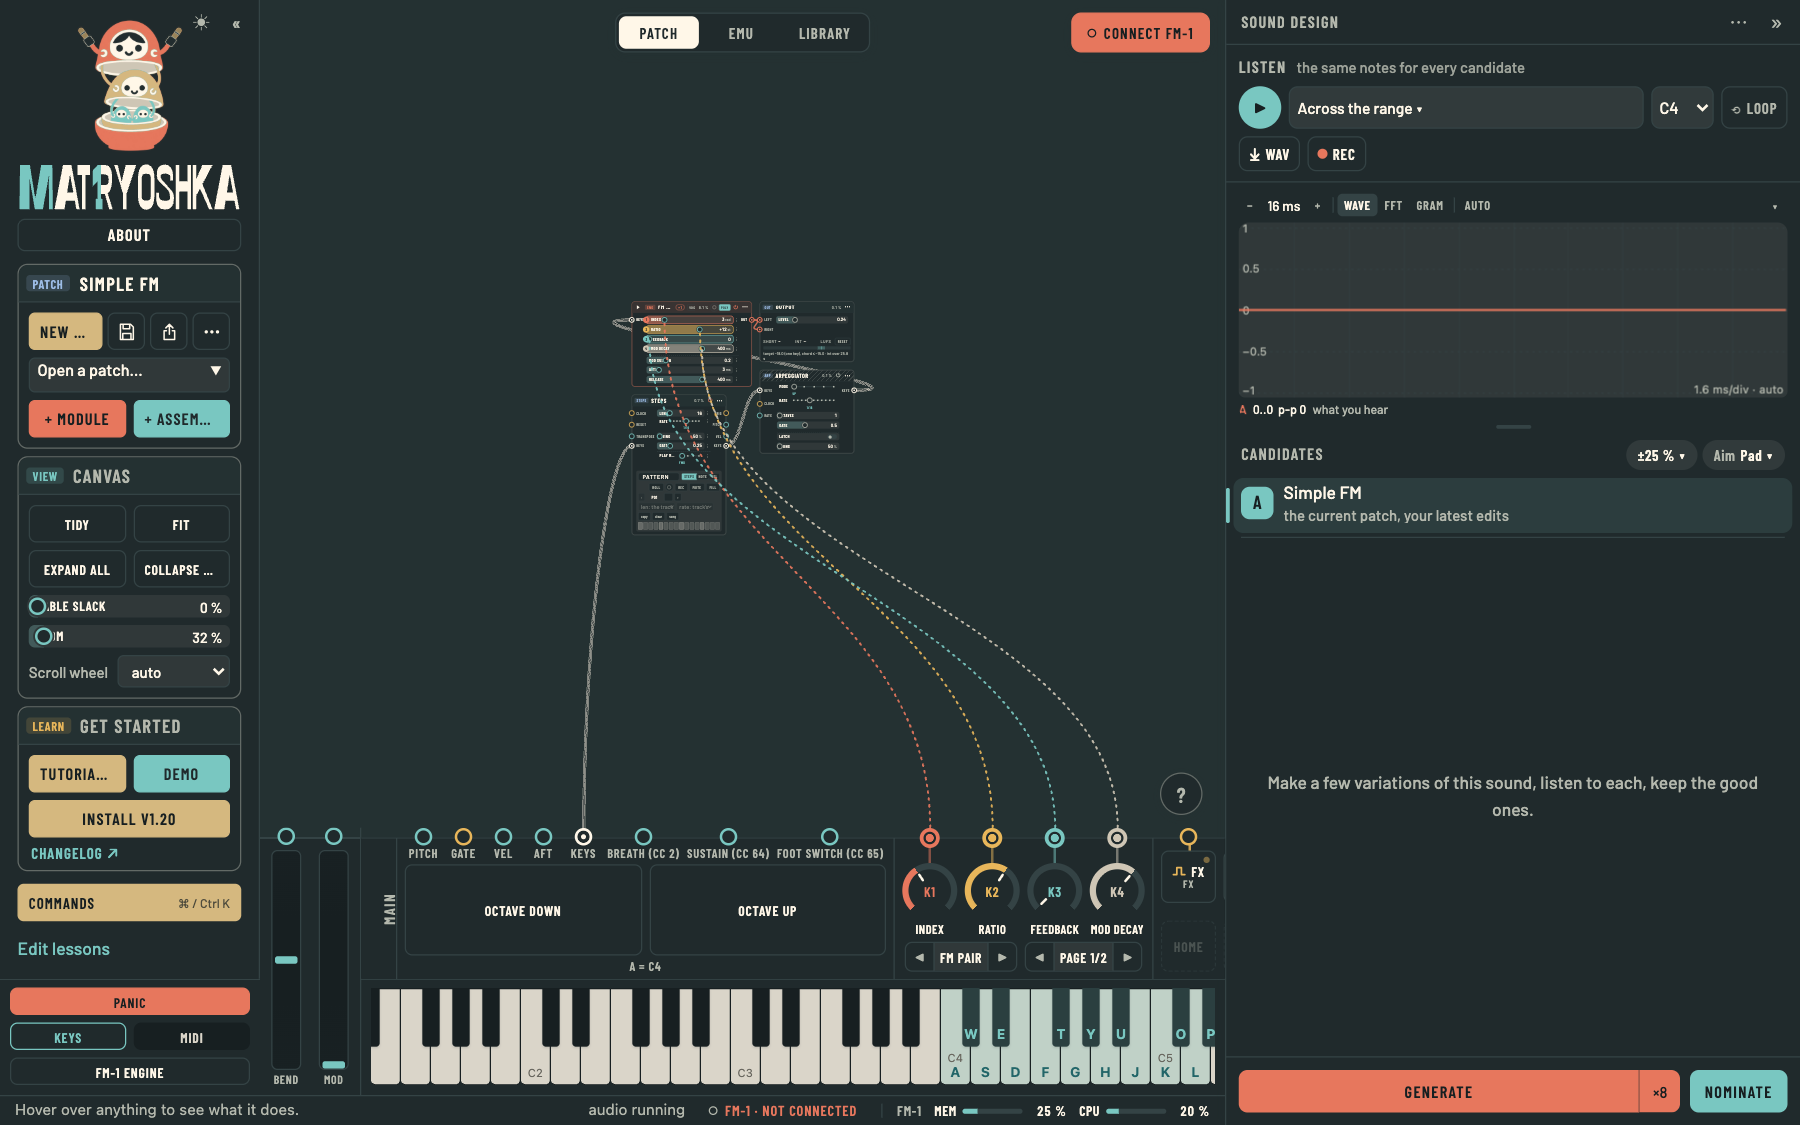 «
MATRYOSHKA
ABOUT
PATCH SIMPLE FM
NEW ... ...
Open a patch... ▼
+ MODULE + ASSEM...
VIEW CANVAS
TIDY FIT
EXPAND ALL COLLAPSE ...
BLE SLACK 0 %
M 32 %
Scroll wheel auto
LEARN GET STARTED
TUTORIA... DEMO
INSTALL V1.20
CHANGELOG ↗
COMMANDS ⌘ / Ctrl K
Edit lessons
PANIC
KEYS MIDI
FM-1 ENGINE
PATCH EMU LIBRARY
CONNECT FM-1
OUTPUT
LEVEL 0.24
ARPEGGIATOR
STEPS STEPS
PATTERN
?
PITCH GATE VEL AFT KEYS BREATH (CC 2) SUSTAIN (CC 64) FOOT SWITCH (CC 65)
MAIN
OCTAVE DOWN OCTAVE UP
A = C4
K1 K2 K3 K4
INDEX RATIO FEEDBACK MOD DECAY
◀ FM PAIR ▶ ◀ PAGE 1/2 ▶
FX
FX
HOME
BEND MOD
W E T Y U O P
C2 C3 C4 C5
A S D F G H J K L
Hover over anything to see what it does. audio running FM-1 · NOT CONNECTED FM-1 MEM 25 % CPU 20 %
SOUND DESIGN ... »
LISTEN the same notes for every candidate
Across the range ▾ C4 LOOP
WAV REC
− 16 ms + WAVE FFT GRAM AUTO ▾
1
0.5
0
−0.5
−1
1.6 ms/div · auto
A 0..0 p-p 0 what you hear
CANDIDATES ±25 % ▾ Aim Pad ▾
A Simple FM
the current patch, your latest edits
Make a few variations of this sound, listen to each, keep the good
ones.
GENERATE ×8 NOMINATE